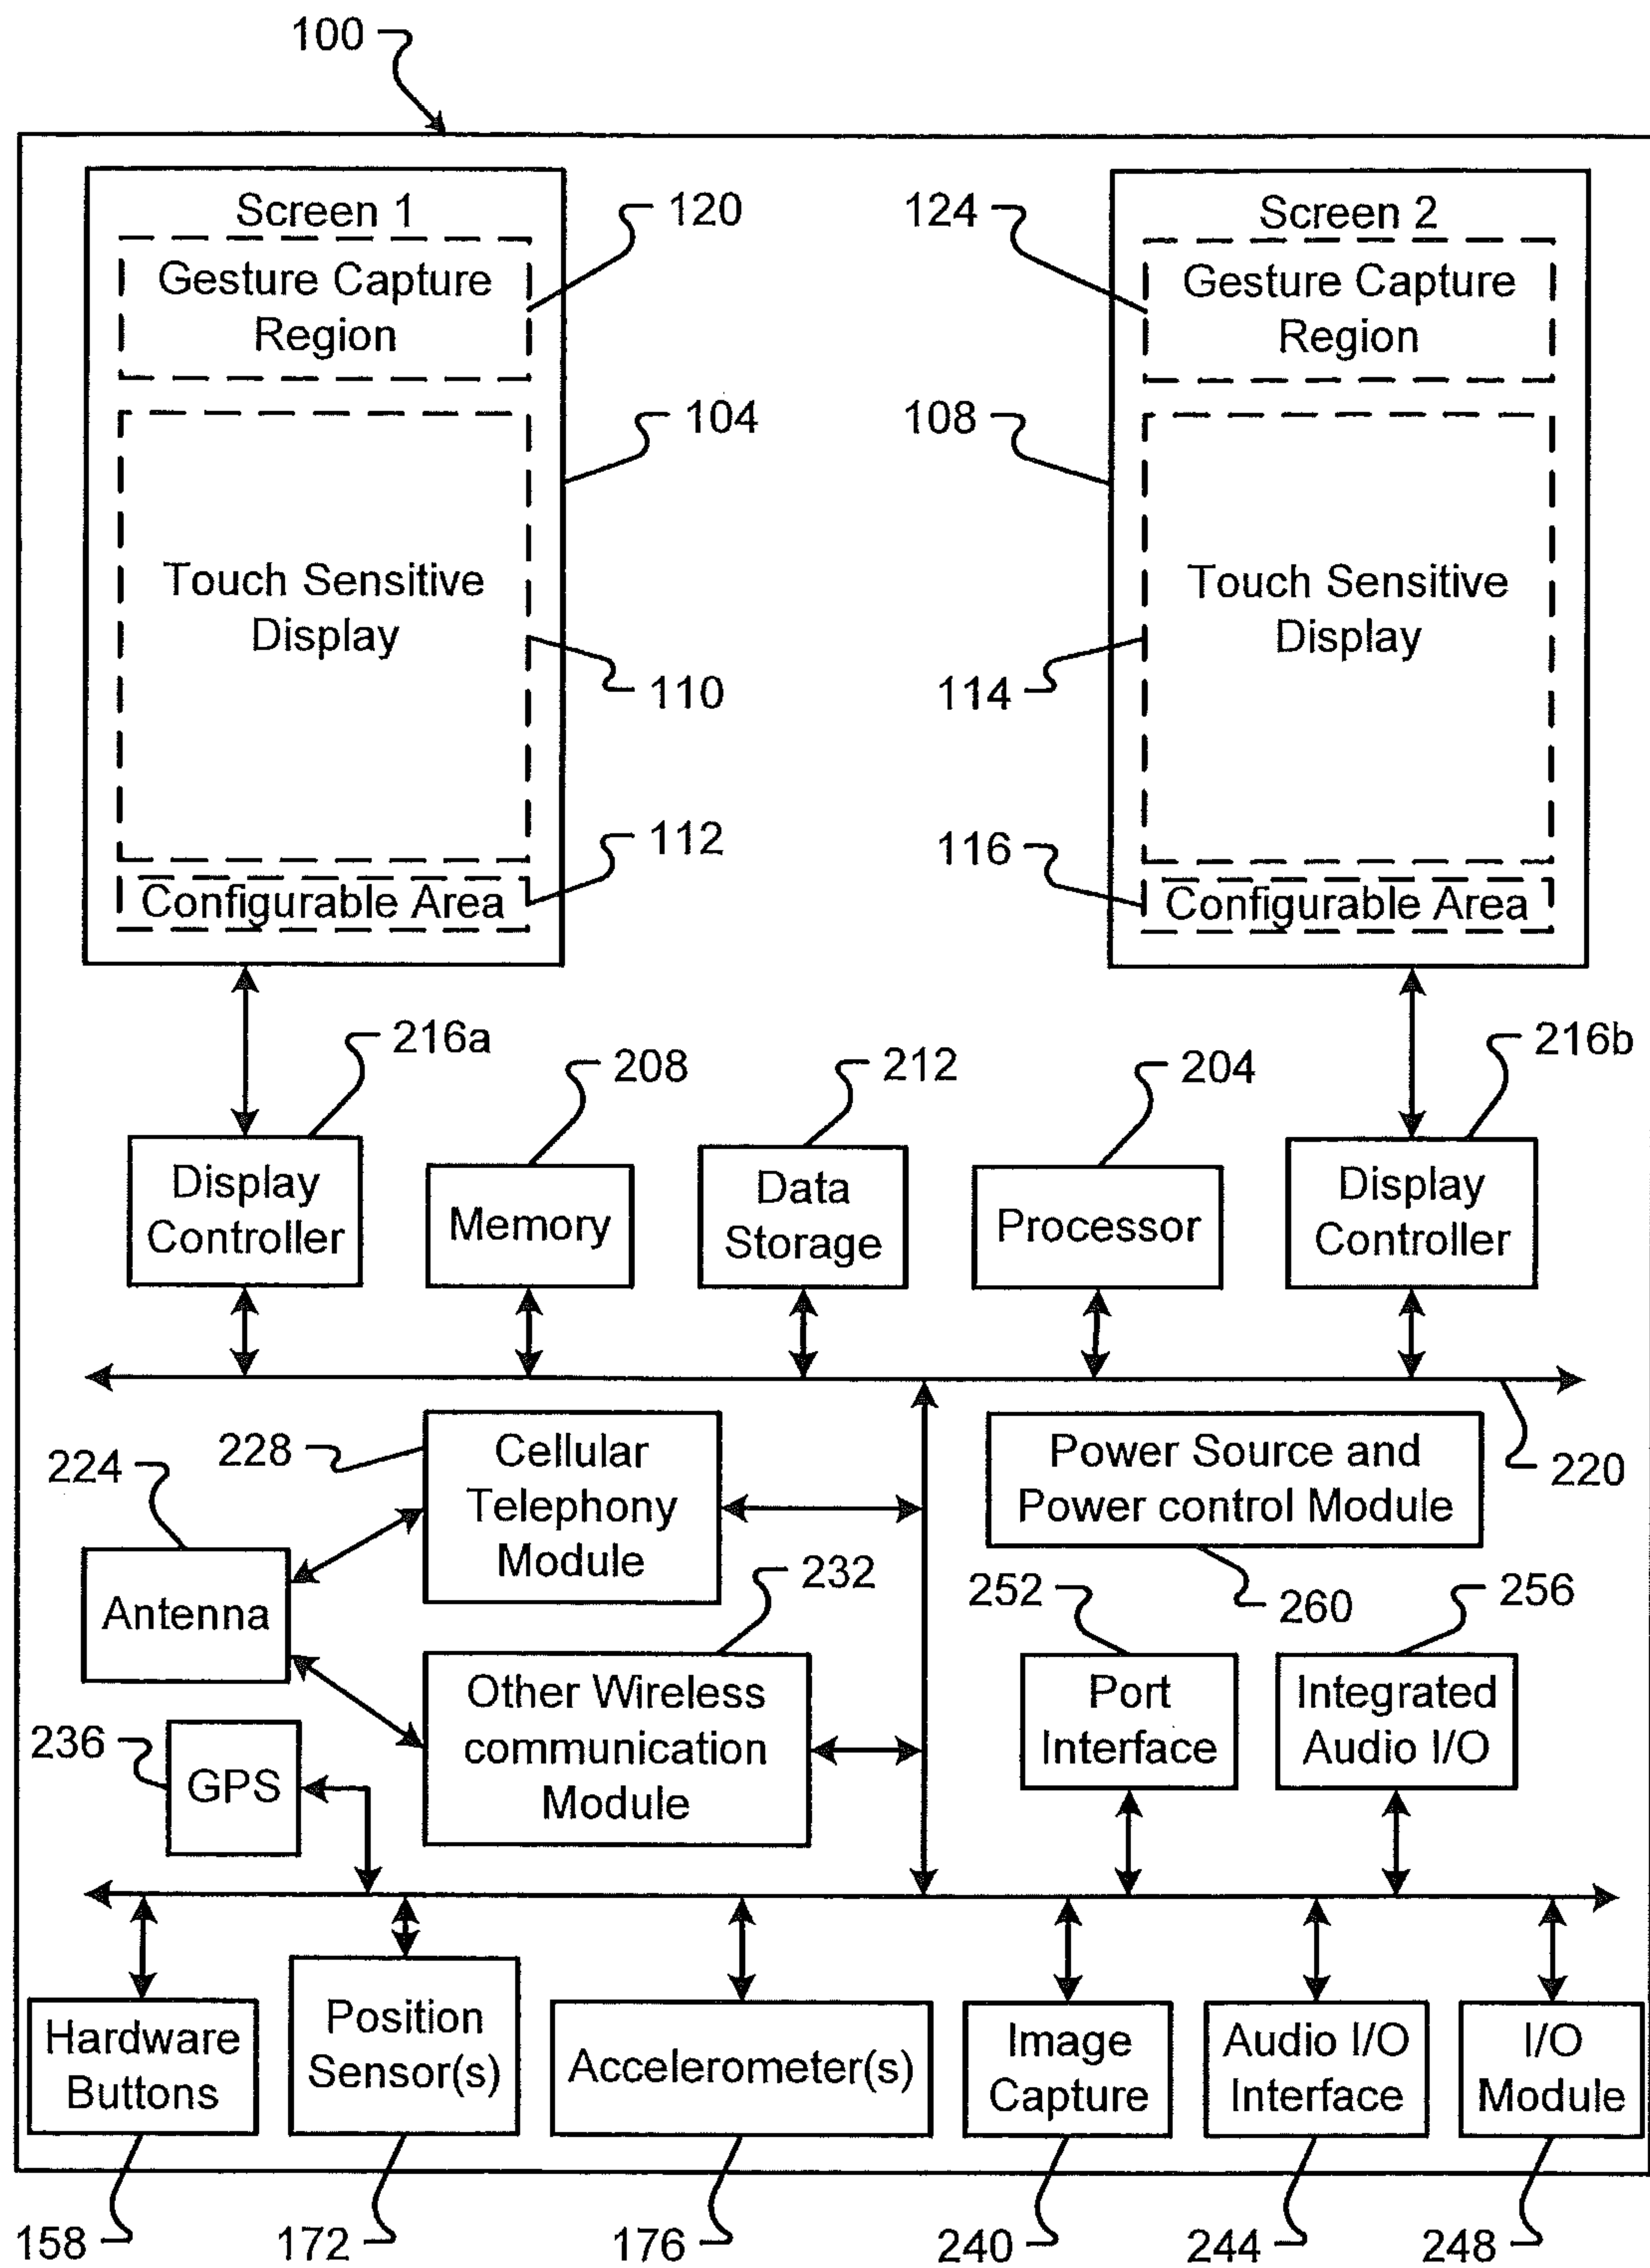 100
Screen 1
Gesture Capture
Region
120
Touch Sensitive
Display
104
110
Configurable Area
112
Screen 2
124
Gesture Capture
Region
108
Touch Sensitive
Display
114
116
Configurable Area
216a
208
212
204
216b
Display
Controller
Memory
Data
Storage
Processor
Display
Controller
220
228
Cellular
Telephony
Module
Power Source and
Power control Module
260
224
Antenna
232
Other Wireless
communication
Module
252
Port
Interface
256
Integrated
Audio I/O
236
GPS
Hardware
Buttons
Position
Sensor(s)
Accelerometer(s)
Image
Capture
Audio I/O
Interface
I/O
Module
158
172
176
240
244
248